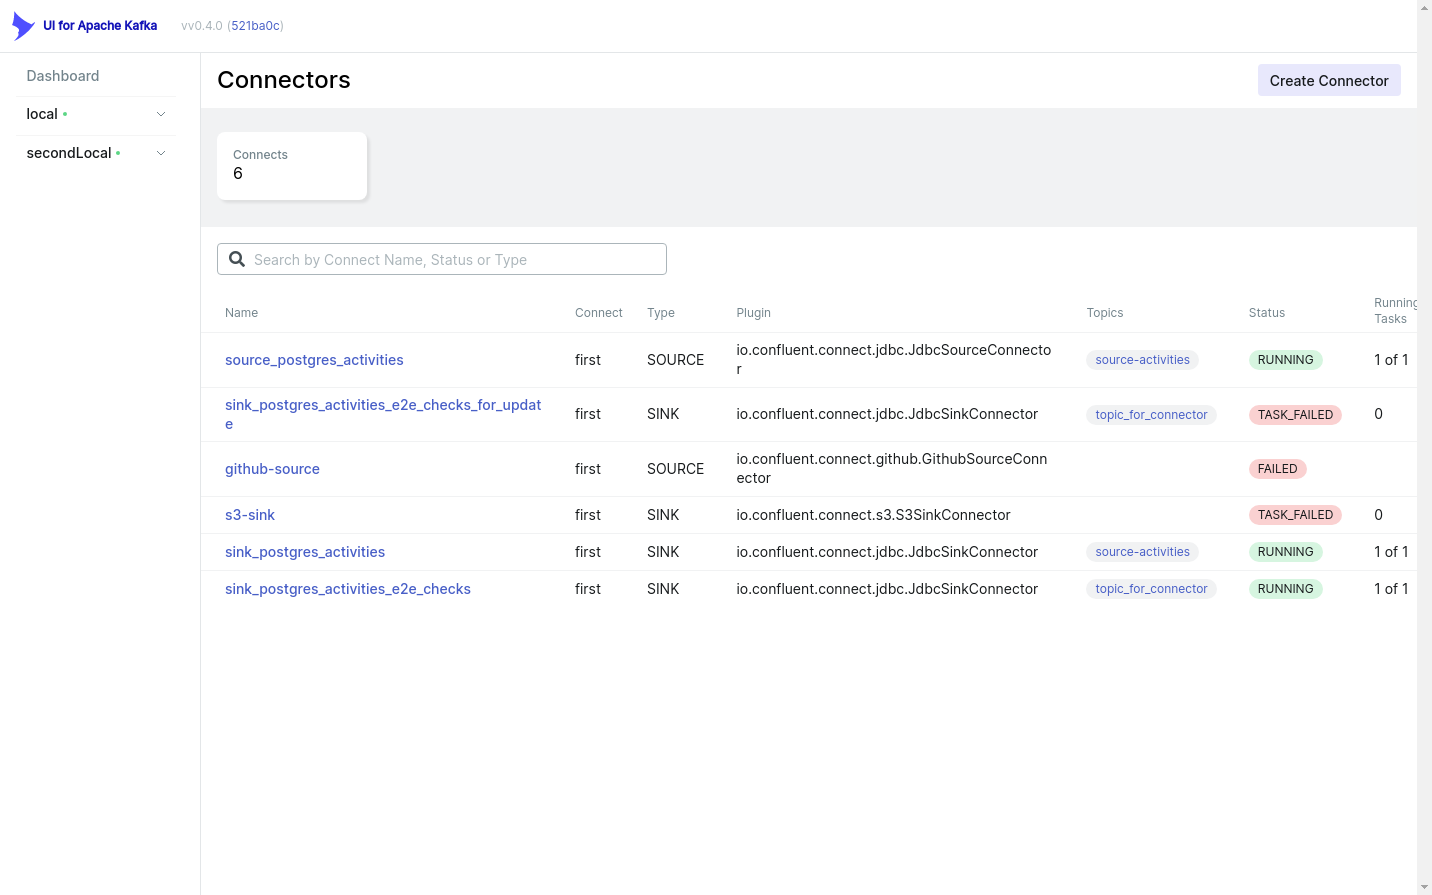 UI for Apache Kafka vv0.4.0 (521ba0c)
Dashboard
local
secondLocal
Connectors
Create Connector
Connects
6
Search by Connect Name, Status or Type
Name Connect Type Plugin Topics Status Running
Tasks
source_postgres_activities first SOURCE io.confluent.connect.jdbc.JdbcSourceConnecto
r source-activities RUNNING 1 of 1
sink_postgres_activities_e2e_checks_for_updat
e first SINK io.confluent.connect.jdbc.JdbcSinkConnector topic_for_connector TASK_FAILED 0
github-source first SOURCE io.confluent.connect.github.GithubSourceConn
ector FAILED
s3-sink first SINK io.confluent.connect.s3.S3SinkConnector TASK_FAILED 0
sink_postgres_activities first SINK io.confluent.connect.jdbc.JdbcSinkConnector source-activities RUNNING 1 of 1
sink_postgres_activities_e2e_checks first SINK io.confluent.connect.jdbc.JdbcSinkConnector topic_for_connector RUNNING 1 of 1